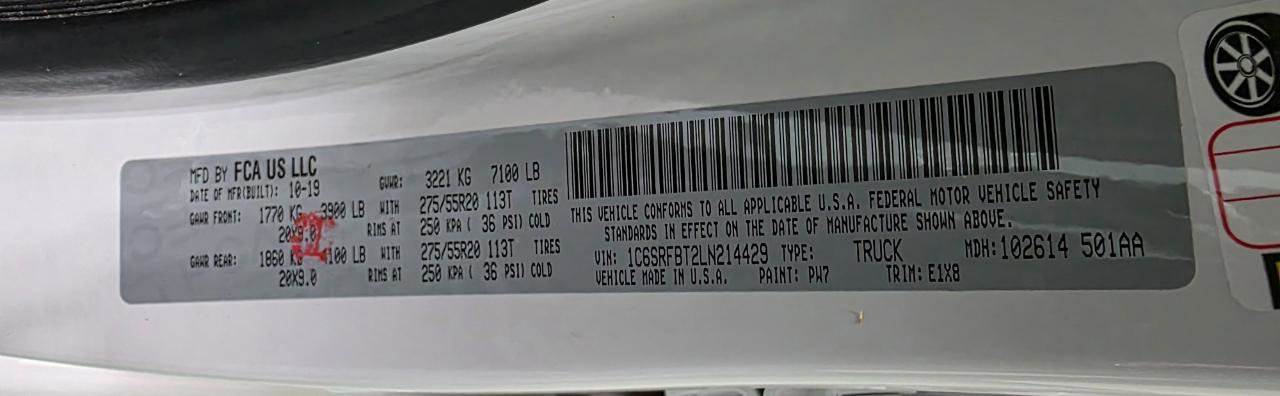 MFD BY FCA US LLC
DATE OF MFR(BUILT): 10-19 GVWR: 3221 KG 7100 LB
GAWR FRONT: 1770 KG 3900 LB WITH 275/55R20 113T TIRES
20X9.0 RIMS AT 250 KPA ( 36 PSI) COLD
GAWR REAR: 1860 KG 4100 LB WITH 275/55R20 113T TIRES
20X9.0 RIMS AT 250 KPA ( 36 PSI) COLD
THIS VEHICLE CONFORMS TO ALL APPLICABLE U.S.A. FEDERAL MOTOR VEHICLE SAFETY
STANDARDS IN EFFECT ON THE DATE OF MANUFACTURE SHOWN ABOVE.
VIN: 1C6SRFBT2LN214429 TYPE: TRUCK MDH: 102614 501AA
VEHICLE MADE IN U.S.A. PAINT: PW7 TRIM: E1X8